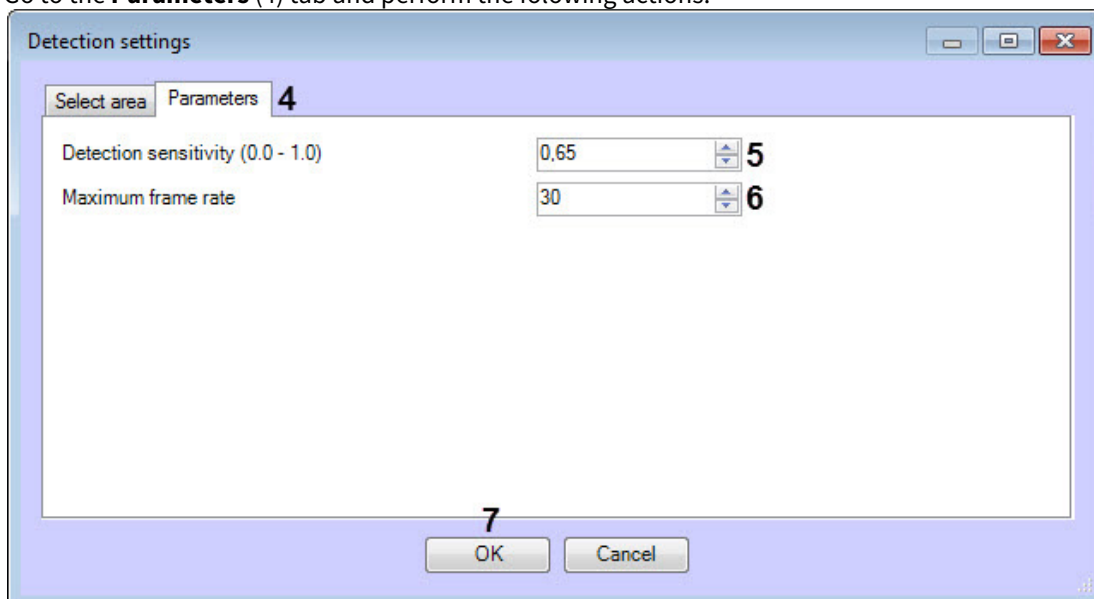 Go to the Parameters (4) tab and perform the folowing actions:
Detection settings
Select area Parameters 4
Detection sensitivity (0.0 - 1.0) 0,65 5
Maximum frame rate 30 6
7
OK Cancel